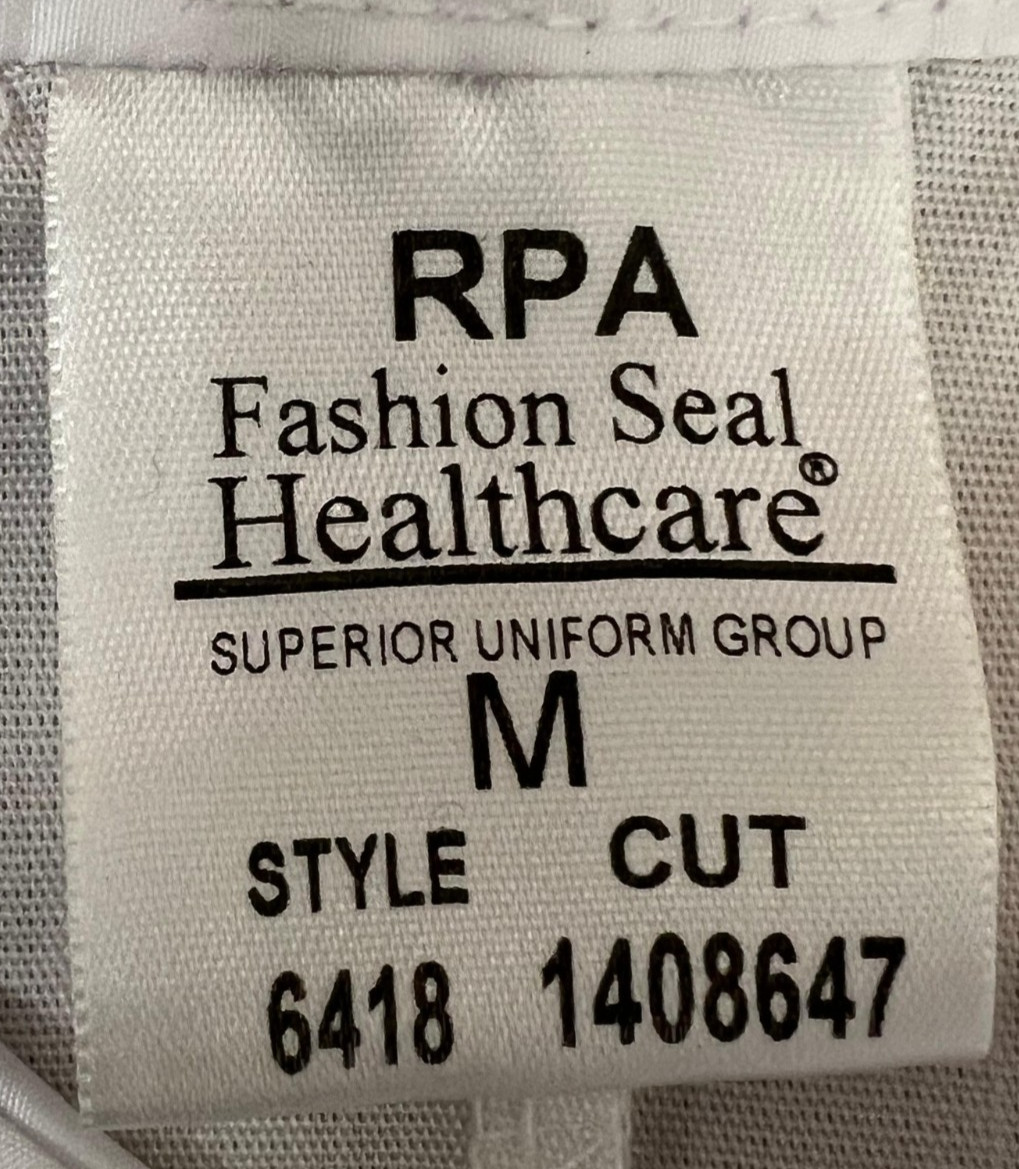 RPA
Fashion Seal
Healthcare®
SUPERIOR UNIFORM GROUP
M
STYLE CUT
6418 1408647